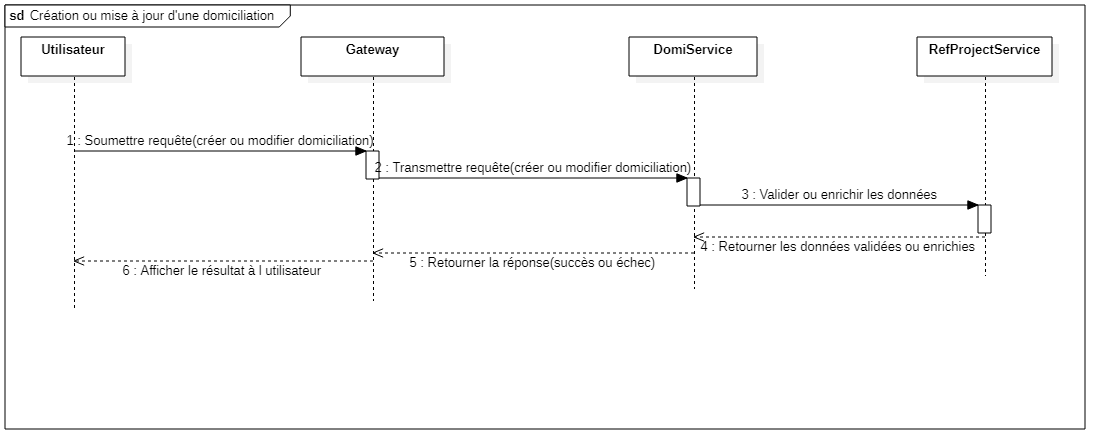 sd Création ou mise à jour d'une domiciliation
Utilisateur
Gateway
DomiService
RefProjectService
1 : Soumettre requête(créer ou modifier domiciliation)
2 : Transmettre requête(créer ou modifier domiciliation)
3 : Valider ou enrichir les données
4 : Retourner les données validées ou enrichies
5 : Retourner la réponse(succès ou échec)
6 : Afficher le résultat à l utilisateur